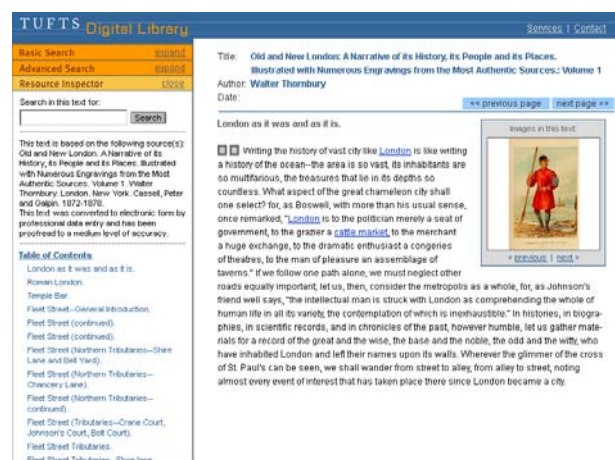 TUFTS Digital Library
Services | Contact
Basic Search expand
Advanced Search expand
Resource Inspector close
Search in this text for:
Search
This text is based on the following source(s):
Old and New London: A Narrative of its
History, its People and its Places. Illustrated
with Numerous Engravings from the Most
Authentic Sources. Volume 1. Walter
Thornbury. London. New York. Cassell, Peter
and Galpin. 1872-1878.
This text was converted to electronic form by
professional data entry and has been
proofread to a medium level of accuracy.
Table of Contents
London as it was and as it is.
Roman London.
Temple Bar.
Fleet Street--General Introduction.
Fleet Street (continued).
Fleet Street (continued).
Fleet Street (Northern Tributaries--Shire
Lane and Bell Yard).
Fleet Street (Northern Tributaries--
Chancery Lane).
Fleet Street (Northern Tributaries--
continued).
Fleet Street (Tributaries--Crane Court,
Johnson's Court, Bolt Court).
Fleet Street Tributaries.
Title: Old and New London: A Narrative of its History, its People and its Places.
Illustrated with Numerous Engravings from the Most Authentic Sources.: Volume 1
Author: Walter Thornbury
Date:
«« previous page next page »»
London as it was and as it is.
Images in this text:
« previous | next »
Writing the history of vast city like London is like writing
a history of the ocean--the area is so vast, its inhabitants are
so multifarious, the treasures that lie in its depths so
countless. What aspect of the great chameleon city shall
one select? for, as Boswell, with more than his usual sense,
once remarked, "London is to the politician merely a seat of
government, to the grazier a cattle market, to the merchant
a huge exchange, to the dramatic enthusiast a congeries
of theatres, to the man of pleasure an assemblage of
taverns." If we follow one path alone, we must neglect other
roads equally important; let us, then, consider the metropolis as a whole, for, as Johnson's
friend well says, "the intellectual man is struck with London as comprehending the whole of
human life in all its variety, the contemplation of which is inexhaustible." In histories, in biogra-
phies, in scientific records, and in chronicles of the past, however humble, let us gather mate-
rials for a record of the great and the wise, the base and the noble, the odd and the witty, who
have inhabited London and left their names upon its walls. Wherever the glimmer of the cross
of St. Paul's can be seen, we shall wander from street to alley, from alley to street, noting
almost every event of interest that has taken place there since London became a city.